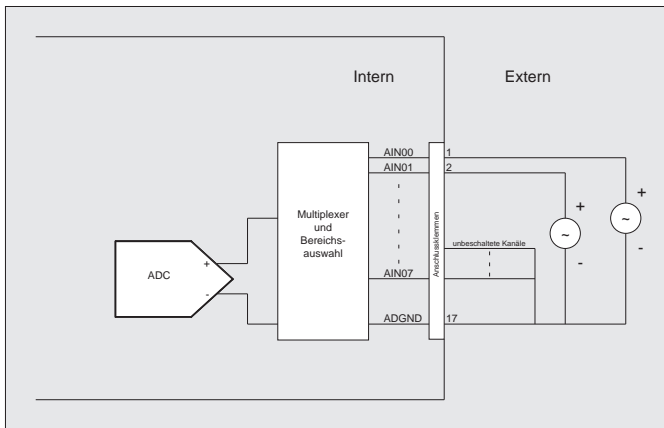 Intern
Extern
AIN00
1
AIN01
2
+
+
Multiplexer
und
Bereichs-
auswahl
Anschlussklemmen
unbeschaltete Kanäle
~
~
ADC
+
-
-
-
AIN07
ADGND
17